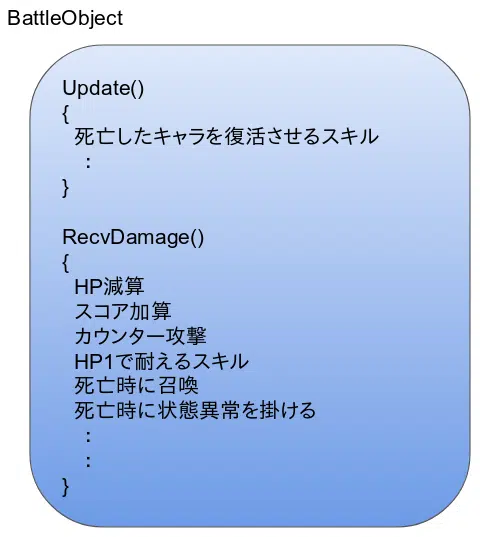 BattleObject
Update()
{
死亡したキャラを復活させるスキル
：
}
RecvDamage()
{
HP減算
スコア加算
カウンター攻撃
HP1で耐えるスキル
死亡時に召喚
死亡時に状態異常を掛ける
：
：
}